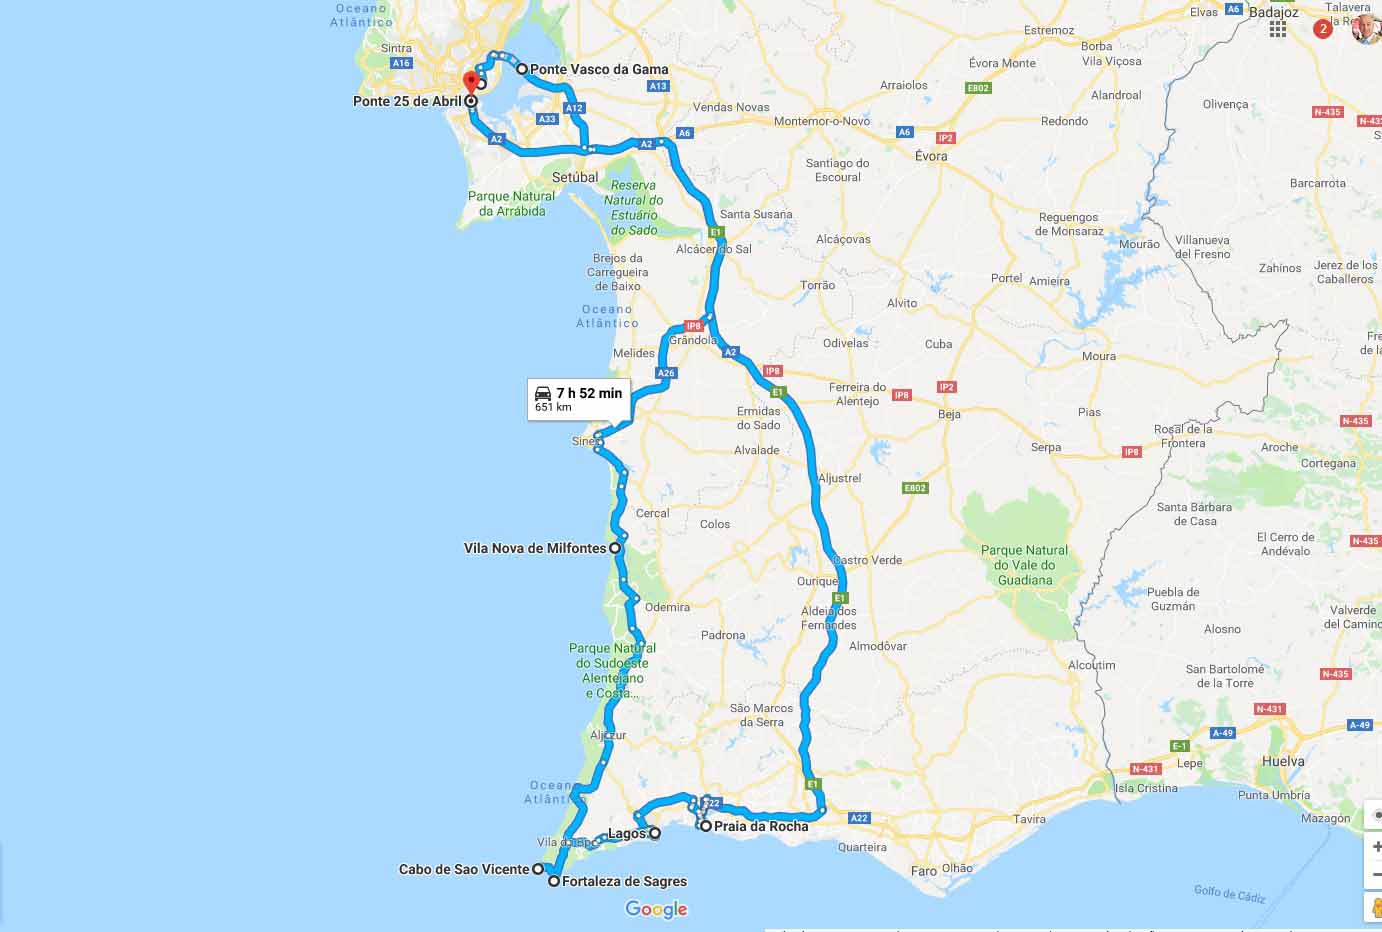 Oceano
Atlântico
Talavera
la Re
Elvas
A6
Badajoz
2
Sintra
A16
Estremoz
Borba
Vila Viçosa
Ponte Vasco da Gama
Évora Monte
A13
Arraiolos
E802
Alandroal
Ponte 25 de Abril
A12
Vendas Novas
Olivença
N-435
N-43
A33
Montemor-o-Novo
Redondo
A2
A2
A6
A6
IP2
Évora
Santiago do
Escoural
Setúbal
Reserva
Natural do
Estuário
do Sado
Barcarrota
Parque Natural
da Arrábida
Santa Susana
Reguengos
de Monsaraz
E1
Alcácer do Sal
Alcáçovas
Mourão
Villanueva
del Fresno
Brejos da
Carregueira
de Baixo
Zahínos
Jerez de los
Caballeros
Torrão
Portel
Amieira
Oceano
Atlântico
Alvito
IP8
Grândola
Odivelas
Cuba
Melides
A2
Moura
A26
IP8
7 h 52 min
651 km
E1
Ferreira do
Alentejo
IP8
IP2
Beja
Ermidas
do Sado
Pias
N-435
Sines
Alvalade
Serpa
IP8
Rosal de la
Frontera
Aroche
Cortegana
Aljustrel
E802
Cercal
Colos
Santa Bárbara
de Casa
Vila Nova de Milfontes
Castro Verde
Parque Natural
do Vale do
Guadiana
El Cerro de
Andévalo
N-435
Ourique
E1
Puebla de
Guzmán
Odemira
Aldeia dos
Fernandes
Valverde
del Camino
Padrona
Alosno
Parque Natural
do Sudoeste
Alentejano
e Costa...
Almodôvar
Alcoutim
San Bartolomé
de la Torre
N-435
São Marcos
da Serra
N-431
A-49
A-49
Aljezur
E-1
Lepe
Huelva
N-431
Oceano
Atlântico
E1
Isla Cristina
Punta Umbría
A22
A22
Lagos
Praia da Rocha
Tavira
Mazagón
Vila do Bispo
Quarteira
Cabo de Sao Vicente
Fortaleza de Sagres
Faro
Olhão
Golfo de Cádiz
Google